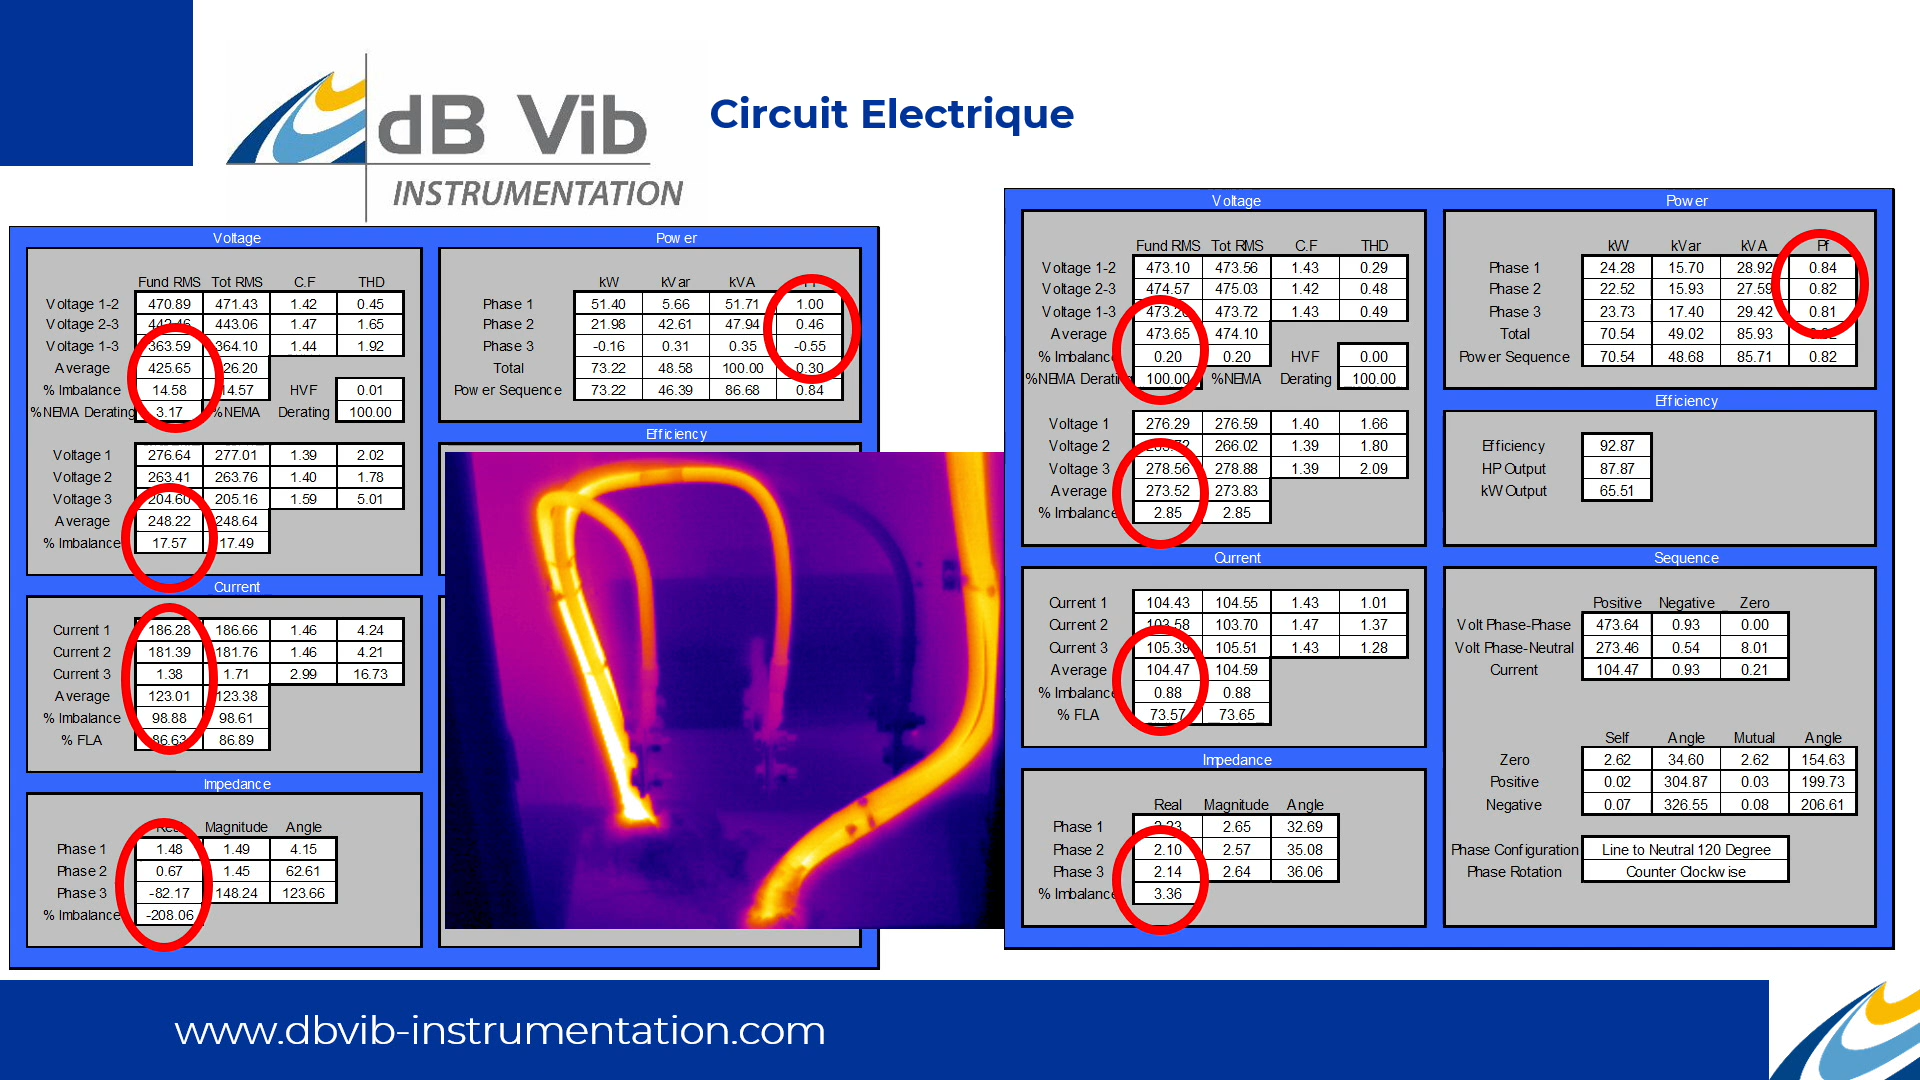 dB Vib
INSTRUMENTATION
Circuit Electrique
Voltage
Fund RMS Tot RMS C.F THD
Voltage 1-2 470.89 471.43 1.42 0.45
Voltage 2-3 443.06 1.47 1.65
Voltage 1-3 363.59 364.10 1.44 1.92
Average 425.65 426.20
% Imbalance 14.58 14.57 HVF 0.01
%NEMA Derating 3.17 %NEMA Derating 100.00
Voltage 1 276.64 277.01 1.39 2.02
Voltage 2 263.41 263.76 1.40 1.78
Voltage 3 204.60 205.16 1.59 5.01
Average 248.22 248.64
% Imbalance 17.57 17.49
Current
Current 1 186.28 186.66 1.46 4.24
Current 2 181.39 181.76 1.46 4.21
Current 3 1.38 1.71 2.99 16.73
Average 123.01 123.38
% Imbalance 98.88 98.61
% FLA 86.63 86.89
Impedance
Real Magnitude Angle
Phase 1 1.48 1.49 4.15
Phase 2 0.67 1.45 62.61
Phase 3 -82.17 148.24 123.66
% Imbalance -208.06
Power
kW kVar kVA
Phase 1 51.40 5.66 51.71 1.00
Phase 2 21.98 42.61 47.94 0.46
Phase 3 -0.16 0.31 0.35 -0.55
Total 73.22 48.58 100.00 0.30
Power Sequence 73.22 46.39 86.68 0.84
Efficiency
Voltage
Fund RMS Tot RMS C.F THD
Voltage 1-2 473.10 473.56 1.43 0.29
Voltage 2-3 474.57 475.03 1.42 0.48
Voltage 1-3 473.72 1.43 0.49
Average 473.65 474.10
% Imbalance 0.20 0.20 HVF 0.00
%NEMA Derating 100.00 %NEMA Derating 100.00
Voltage 1 276.29 276.59 1.40 1.66
Voltage 2 266.02 1.39 1.80
Voltage 3 278.56 278.88 1.39 2.09
Average 273.52 273.83
% Imbalance 2.85 2.85
Current
Current 1 104.43 104.55 1.43 1.01
Current 2 103.58 103.70 1.47 1.37
Current 3 105.39 105.51 1.43 1.28
Average 104.47 104.59
% Imbalance 0.88 0.88
% FLA 73.57 73.65
Impedance
Real Magnitude Angle
Phase 1 2.23 2.65 32.69
Phase 2 2.10 2.57 35.08
Phase 3 2.14 2.64 36.06
% Imbalance 3.36
Power
kW kVar kVA Pf
Phase 1 24.28 15.70 28.92 0.84
Phase 2 22.52 15.93 27.59 0.82
Phase 3 23.73 17.40 29.42 0.81
Total 70.54 49.02 85.93
Power Sequence 70.54 48.68 85.71 0.82
Efficiency
Efficiency 92.87
HP Output 87.87
kW Output 65.51
Sequence
Positive Negative Zero
Volt Phase-Phase 473.64 0.93 0.00
Volt Phase-Neutral 273.46 0.54 8.01
Current 104.47 0.93 0.21
Self Angle Mutual Angle
Zero 2.62 34.60 2.62 154.63
Positive 0.02 304.87 0.03 199.73
Negative 0.07 326.55 0.08 206.61
Phase Configuration Line to Neutral 120 Degree
Phase Rotation Counter Clockwise
www.dbvib-instrumentation.com